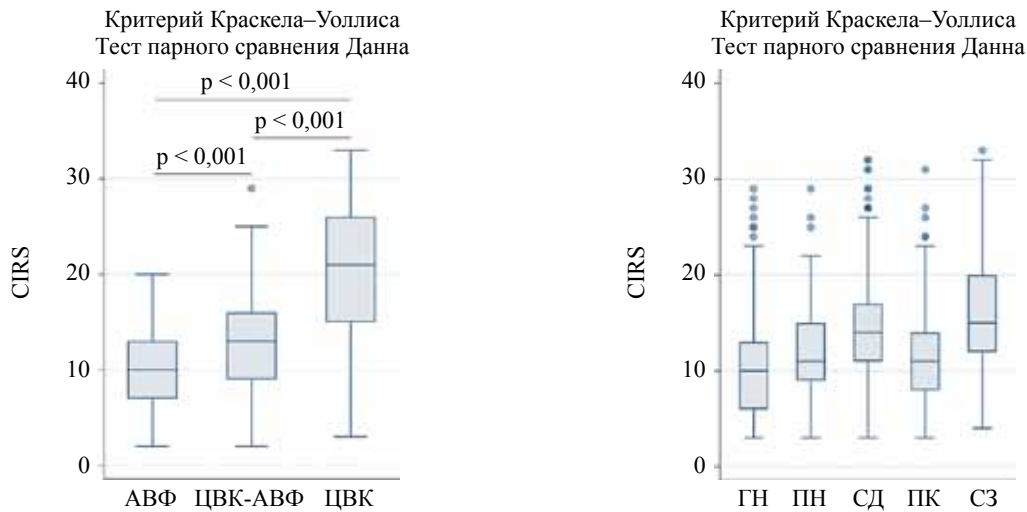 Критерий Краскела–Уоллиса
Тест парного сравнения Данна
40
p < 0,001
p < 0,001
p < 0,001
30
20
10
0
CIRS
АВФ ЦВК-АВФ ЦВК
Критерий Краскела–Уоллиса
Тест парного сравнения Данна
40
30
20
10
0
CIRS
ГН ПН СД ПК СЗ